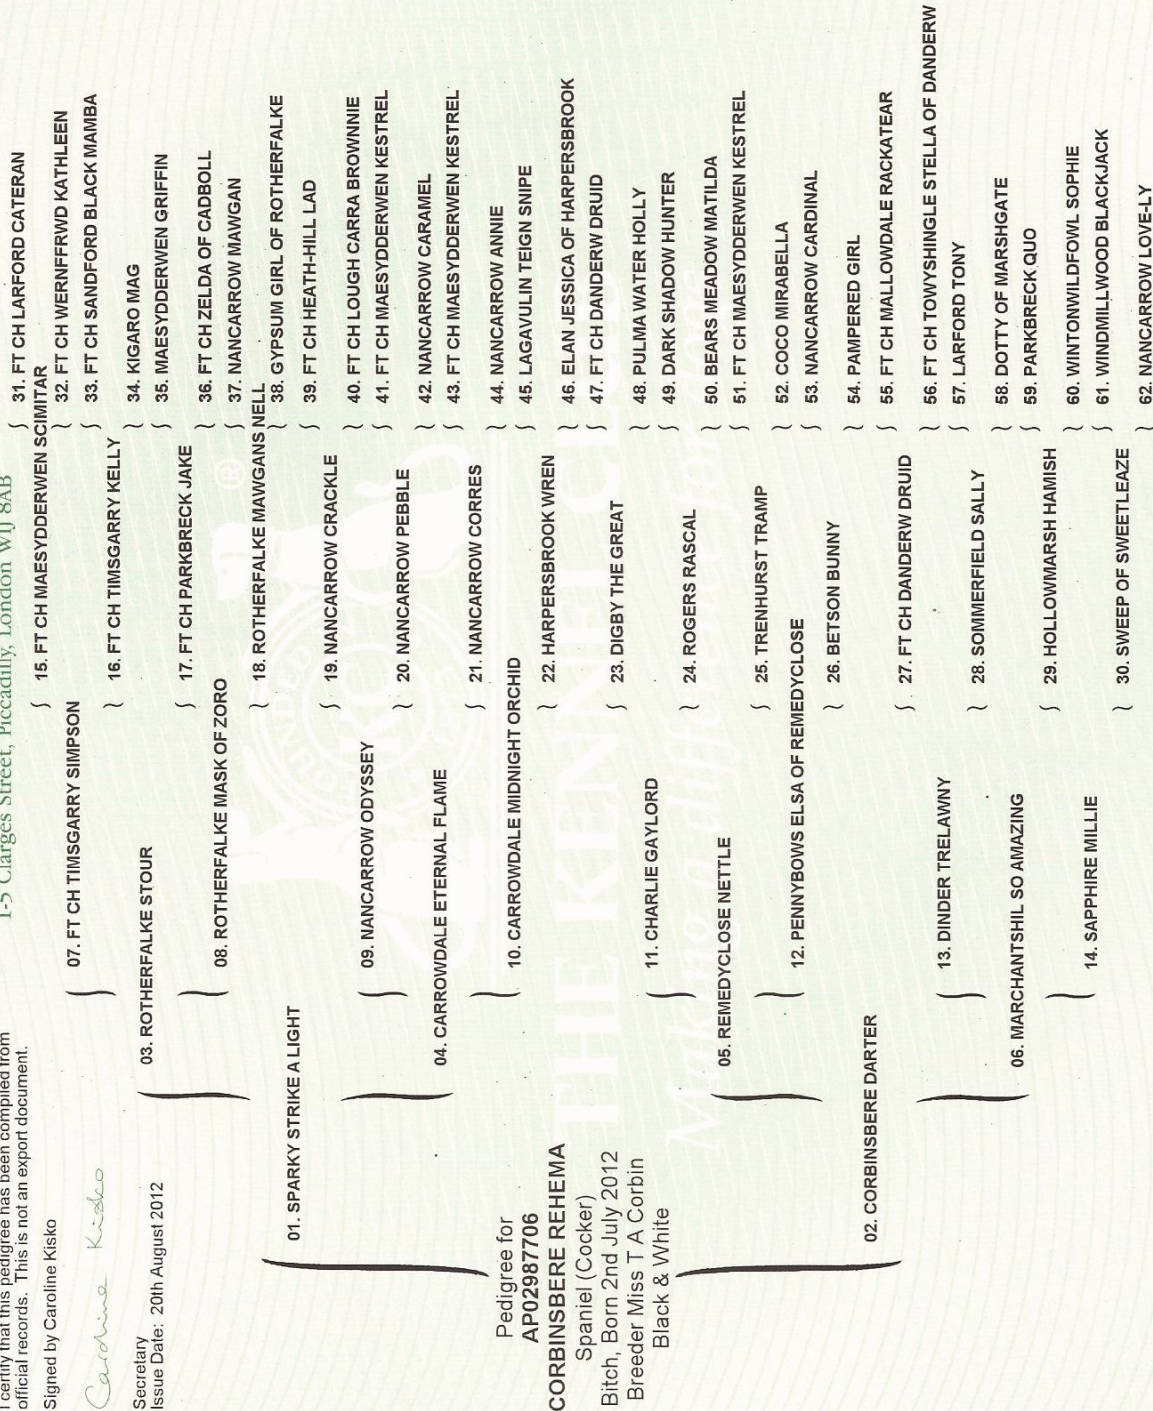 1-5 Clarges Street, Piccadilly, London W1J 8AB
I certify that this pedigree has been compiled from
official records. This is not an export document.
Signed by Caroline Kisko
Caroline Kisko
Secretary
Issue Date: 20th August 2012
Pedigree for
AP02987706
CORBINSBERE REHEMA
Spaniel (Cocker)
Bitch, Born 2nd July 2012
Breeder Miss T A Corbin
Black & White
01. SPARKY STRIKE A LIGHT
02. CORBINSBERE DARTER
03. ROTHERFALKE STOUR
04. CARROWDALE ETERNAL FLAME
05. REMEDYCLOSE NETTLE
06. MARCHANTSHIL SO AMAZING
07. FT CH TIMSGARRY SIMPSON
08. ROTHERFALKE MASK OF ZORO
09. NANCARROW ODYSSEY
10. CARROWDALE MIDNIGHT ORCHID
11. CHARLIE GAYLORD
12. PENNYBOWS ELSA OF REMEDYCLOSE
13. DINDER TRELAWNY
14. SAPPHIRE MILLIE
15. FT CH MAESYDDERWEN SCIMITAR
16. FT CH TIMSGARRY KELLY
17. FT CH PARKBRECK JAKE
18. ROTHERFALKE MAWGANS NELL
19. NANCARROW CRACKLE
20. NANCARROW PEBBLE
21. NANCARROW CORRES
22. HARPERSBROOK WREN
23. DIGBY THE GREAT
24. ROGERS RASCAL
25. TRENHURST TRAMP
26. BETSON BUNNY
27. FT CH DANDERW DRUID
28. SOMMERFIELD SALLY
29. HOLLOWMARSH HAMISH
30. SWEEP OF SWEETLEAZE
31. FT CH LARFORD CATERAN
32. FT CH WERNFFRWD KATHLEEN
33. FT CH SANDFORD BLACK MAMBA
34. KIGARO MAG
35. MAESYDDERWEN GRIFFIN
36. FT CH ZELDA OF CADBOLL
37. NANCARROW MAWGAN
38. GYPSUM GIRL OF ROTHERFALKE
39. FT CH HEATH-HILL LAD
40. FT CH LOUGH CARRA BROWNNIE
41. FT CH MAESYDDERWEN KESTREL
42. NANCARROW CARAMEL
43. FT CH MAESYDDERWEN KESTREL
44. NANCARROW ANNIE
45. LAGAVULIN TEIGN SNIPE
46. ELAN JESSICA OF HARPERSBROOK
47. FT CH DANDERW DRUID
48. PULMA WATER HOLLY
49. DARK SHADOW HUNTER
50. BEARS MEADOW MATILDA
51. FT CH MAESYDDERWEN KESTREL
52. COCO MIRABELLA
53. NANCARROW CARDINAL
54. PAMPERED GIRL
55. FT CH MALLOWDALE RACKATEAR
56. FT CH TOWYSHINGLE STELLA OF DANDERW
57. LARFORD TONY
58. DOTTY OF MARSHGATE
59. PARKBRECK QUO
60. WINTONWILDFOWL SOPHIE
61. WINDMILLWOOD BLACKJACK
62. NANCARROW LOVE-LY
THE KENNEL CLUB